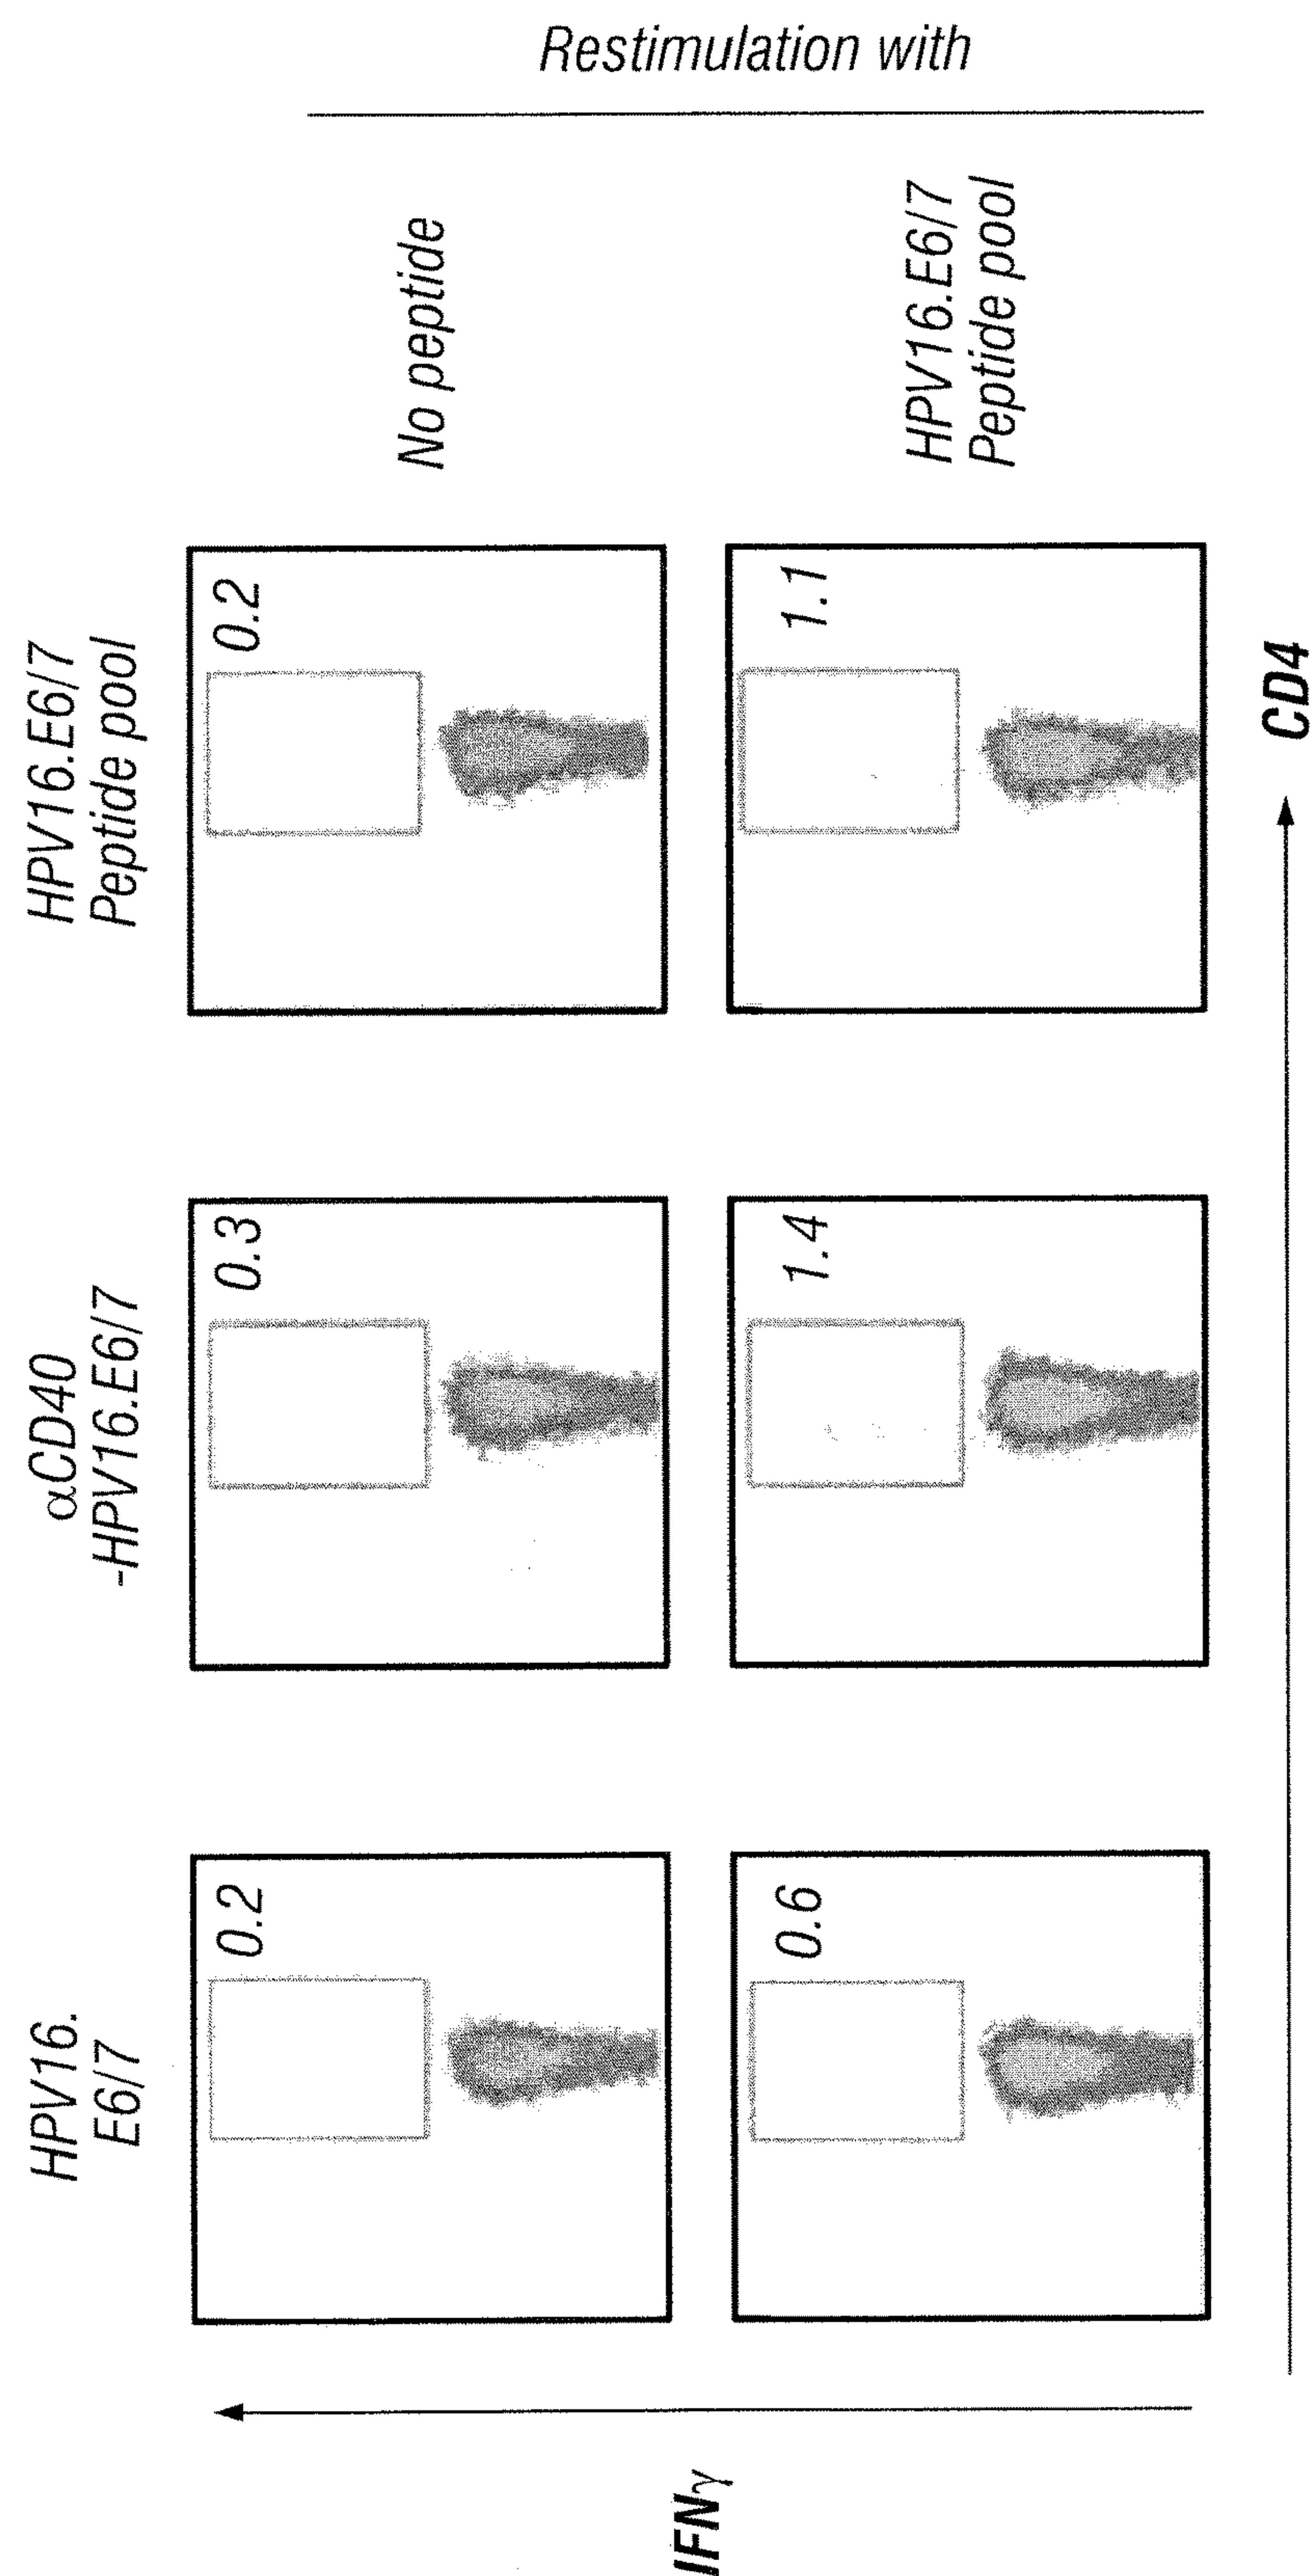 HPV16.
E6/7
αCD40
-HPV16.E6/7
HPV16.E6/7
Peptide pool
0.2
0.3
0.2
No peptide
0.6
1.4
1.1
HPV16.E6/7
Peptide pool
Restimulation with
IFNγ
CD4